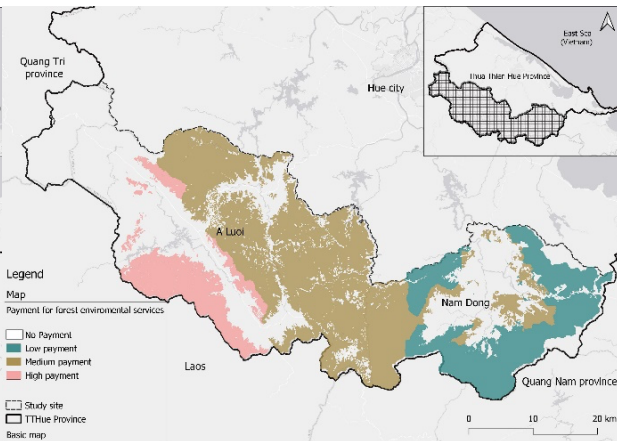 Quang Tri
province
Hue city
East Sea
(Vietnam)
Thua Thien Hue Province
A Luoi
Nam Dong
Laos
Quang Nam province
Legend
Map
Payment for forest enviromental services
No Payment
Low payment
Medium payment
High payment
Study site
TTHue Province
Basic map
0 10 20 km